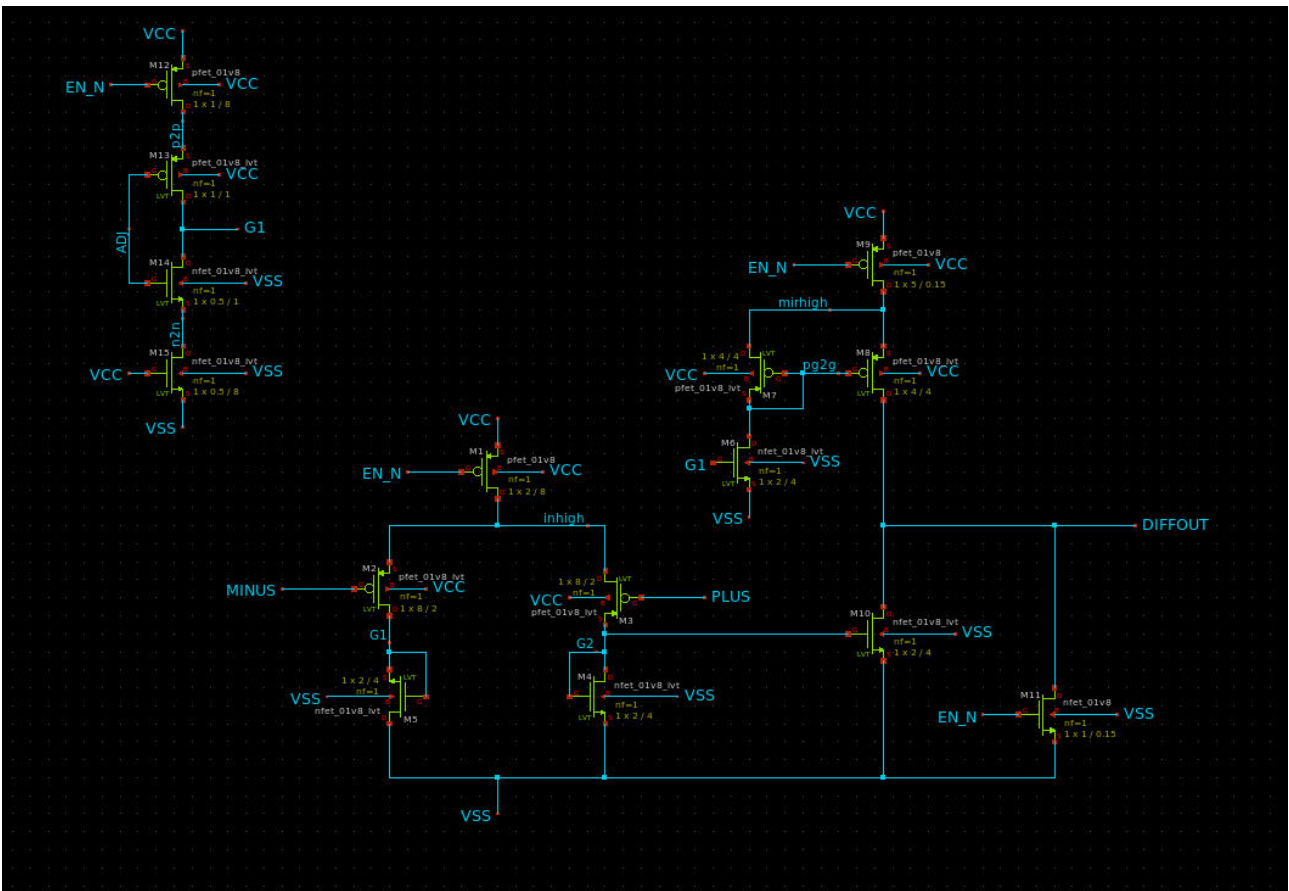 VCC
M12
pfet_01v8
EN_N
VCC
nf=1
1 x 1 / 8
p2p
M13
pfet_01v8_lvt
VCC
nf=1
LVT
1 x 1 / 1
ADJ
G1
M14
nfet_01v8_lvt
VSS
nf=1
LVT
1 x 0.5 / 1
n2n
M15
nfet_01v8_lvt
VCC
VSS
nf=1
LVT
1 x 0.5 / 8
VSS
VCC
M9
pfet_01v8
EN_N
VCC
nf=1
1 x 5 / 0.15
mirhigh
1 x 4 / 4
LVT
VCC
nf=1
pfet_01v8_lvt
M7
pg2g
M8
pfet_01v8_lvt
VCC
nf=1
LVT
1 x 4 / 4
M6
nfet_01v8_lvt
G1
VSS
nf=1
LVT
1 x 2 / 4
VSS
VCC
M1
pfet_01v8
EN_N
VCC
nf=1
1 x 2 / 8
inhigh
DIFFOUT
M2
pfet_01v8_lvt
MINUS
VCC
nf=1
LVT
1 x 8 / 2
1 x 8 / 2
LVT
VCC
nf=1
PLUS
pfet_01v8_lvt
M3
G1
G2
M10
nfet_01v8_lvt
VSS
nf=1
LVT
1 x 2 / 4
1 x 2 / 4
LVT
VSS
nf=1
nfet_01v8_lvt
M5
M4
nfet_01v8_lvt
VSS
nf=1
LVT
1 x 2 / 4
M11
nfet_01v8
EN_N
VSS
nf=1
1 x 1 / 0.15
VSS